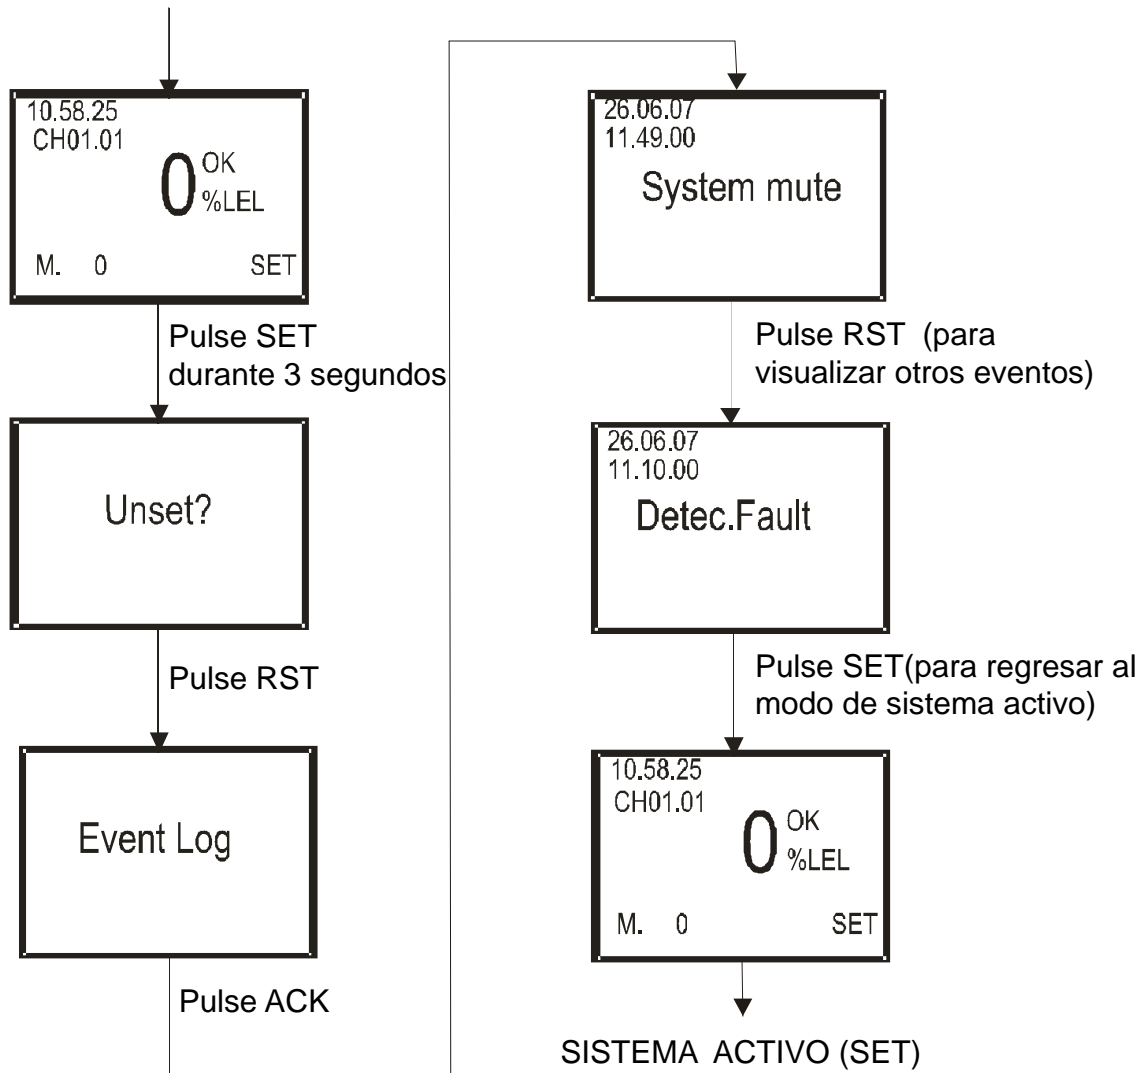 10.58.25
CH01.01
0 OK
%LEL
M. 0 SET
Pulse SET
durante 3 segundos
Unset?
Pulse RST
Event Log
Pulse ACK
26.06.07
11.49.00
System mute
Pulse RST (para
visualizar otros eventos)
26.06.07
11.10.00
Detec.Fault
Pulse SET(para regresar al
modo de sistema activo)
10.58.25
CH01.01
0 OK
%LEL
M. 0 SET
SISTEMA ACTIVO (SET)